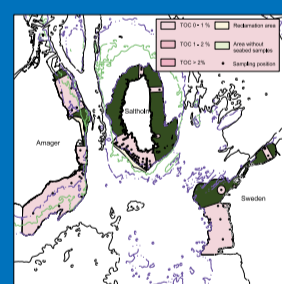 TOC 0 - 1 %
Reclamation area
TOC 1 - 2 %
Area without
seabed samples
TOC > 2%
Sampling position
Saltholm
Amager
Sweden